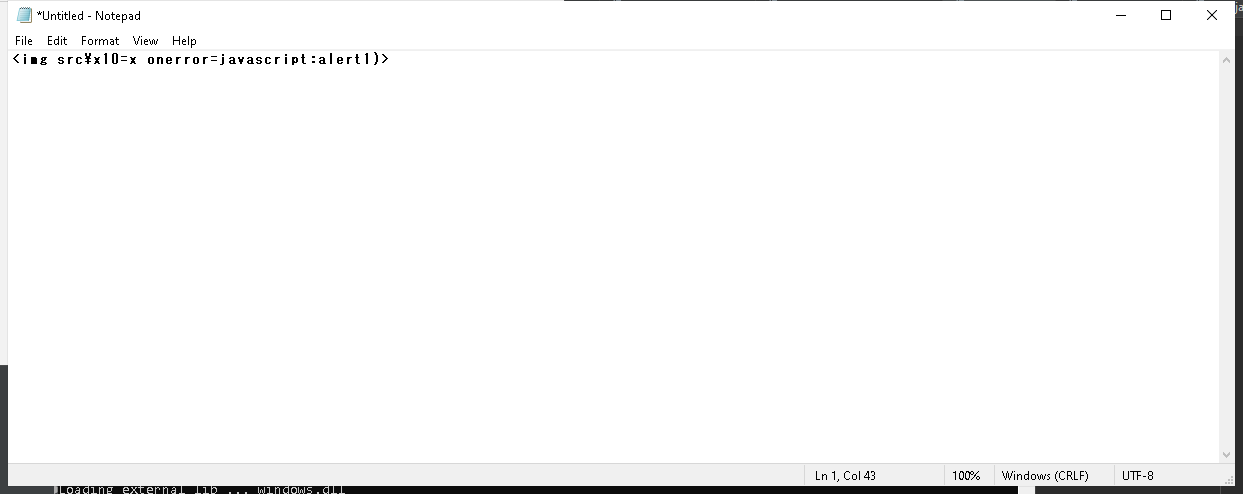 *Untitled - Notepad
File Edit Format View Help
<img src¥x10=x onerror=javascript:alert1)>
Ln 1, Col 43
100%
Windows (CRLF)
UTF-8
Loading external lib ... windows.dll